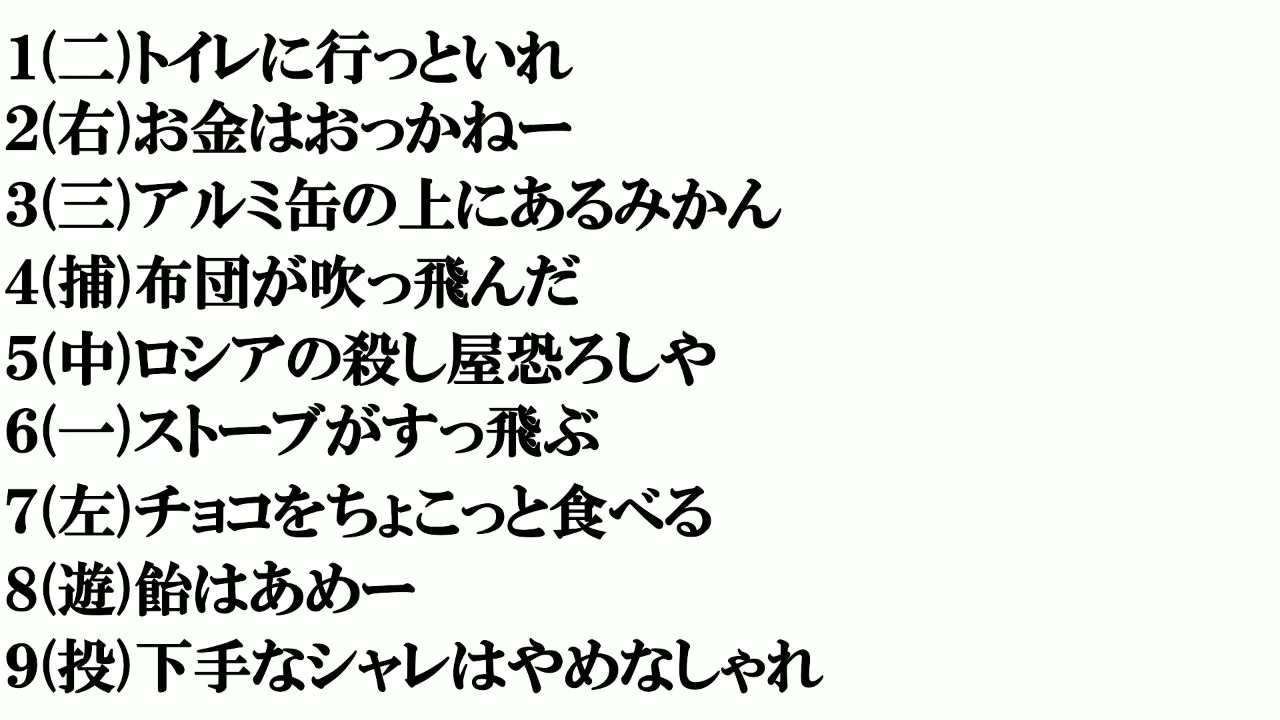 1(二)トイレに行っといれ
2(右)お金はおっかねー
3(三)アルミ缶の上にあるみかん
4(捕)布団が吹っ飛んだ
5(中)ロシアの殺し屋恐ろしや
6(一)ストーブがすっ飛ぶ
7(左)チョコをちょこっと食べる
8(遊)飴はあめー
9(投)下手なシャレはやめなしゃれ